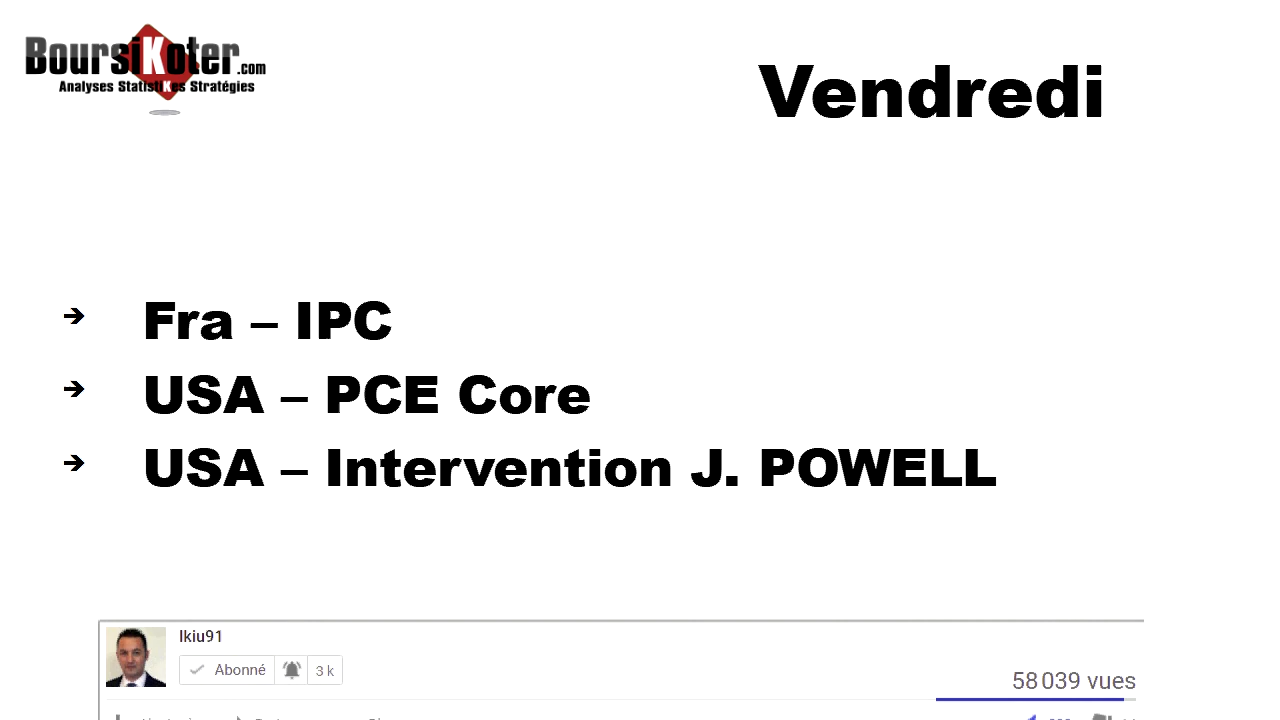 BoursiKoter.com
Analyses StatistiKes Stratégies
Vendredi
Fra – IPC
USA – PCE Core
USA – Intervention J. POWELL
Ikiu91
Abonné
3 k
58 039 vues